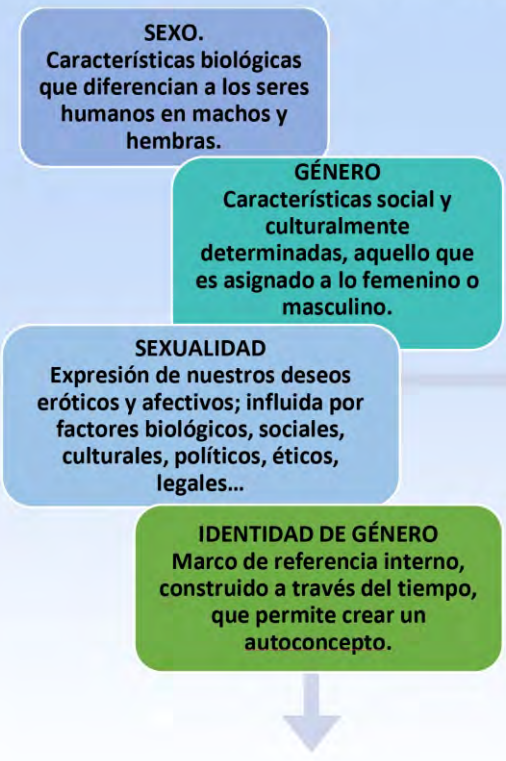 SEXO.
Características biológicas
que diferencian a los seres
humanos en machos y
hembras.
GÉNERO
Características social y
culturalmente
determinadas, aquello que
es asignado a lo femenino o
masculino.
SEXUALIDAD
Expresión de nuestros deseos
eróticos y afectivos; influida por
factores biológicos, sociales,
culturales, políticos, éticos,
legales...
IDENTIDAD DE GÉNERO
Marco de referencia interno,
construido a través del tiempo,
que permite crear un
autoconcepto.